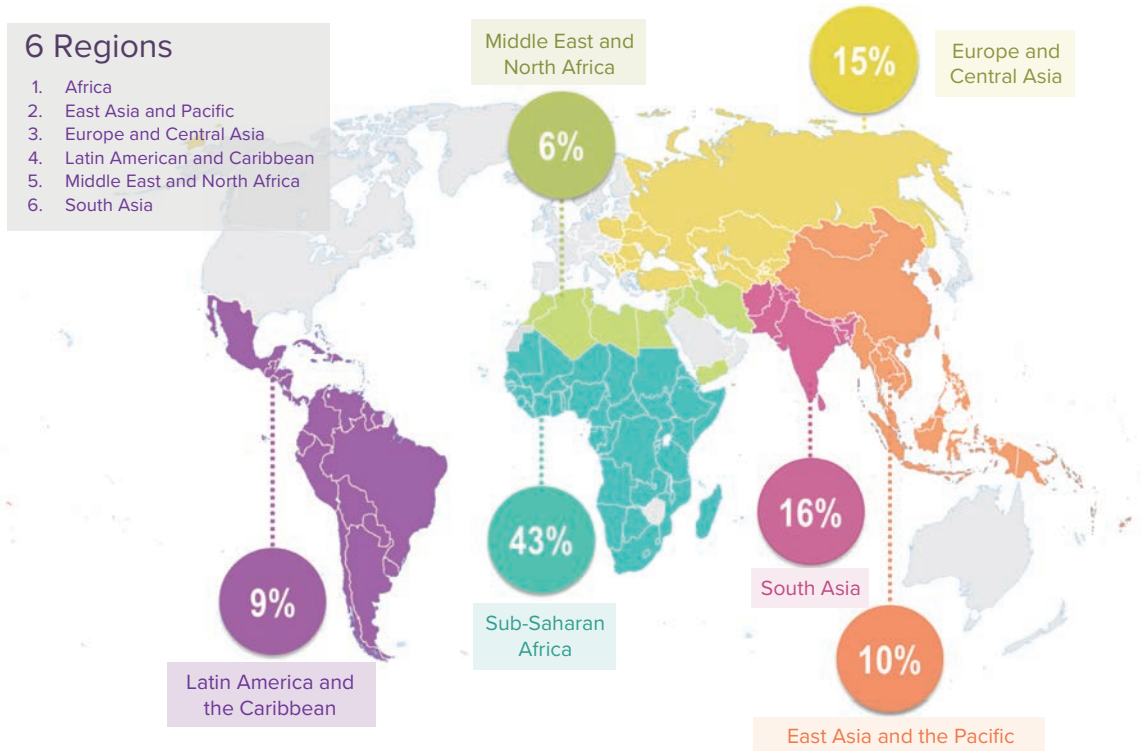 6 Regions
1. Africa
2. East Asia and Pacific
3. Europe and Central Asia
4. Latin American and Caribbean
5. Middle East and North Africa
6. South Asia
Middle East and
North Africa
6%
15%
Europe and
Central Asia
9%
Latin America and
the Caribbean
43%
Sub-Saharan
Africa
16%
South Asia
10%
East Asia and the Pacific